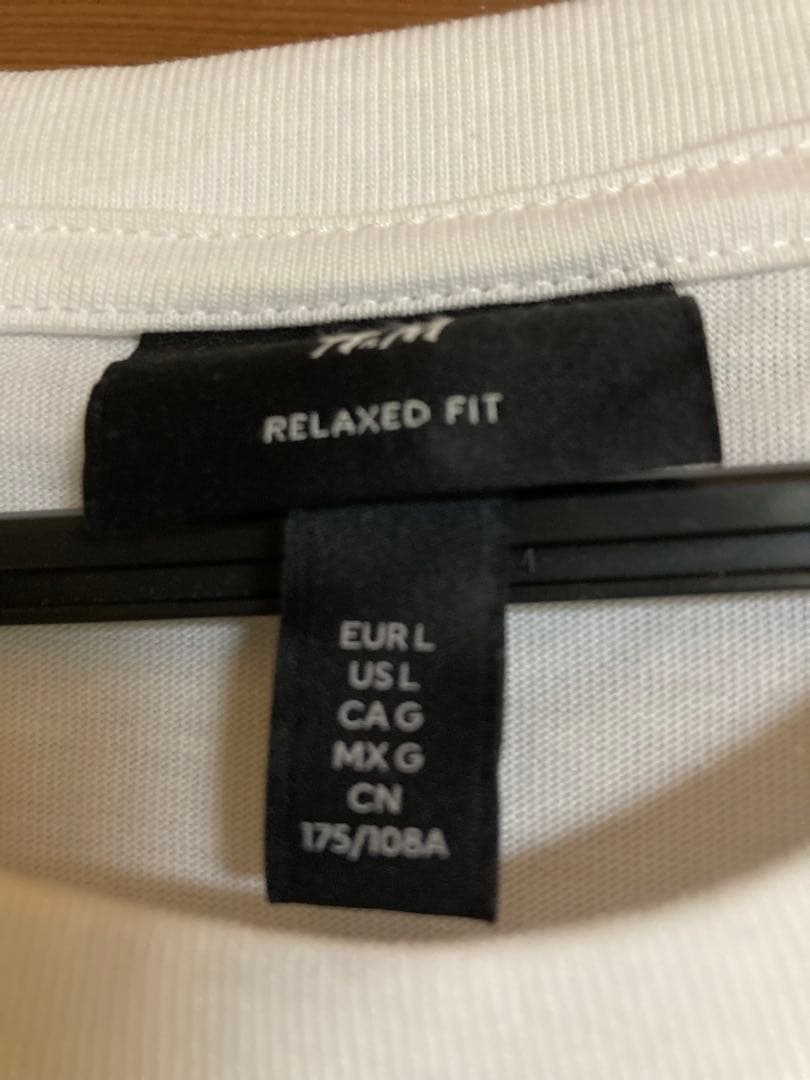 H&M
RELAXED FIT
EUR L
US L
CA G
MX G
CN
175/108A